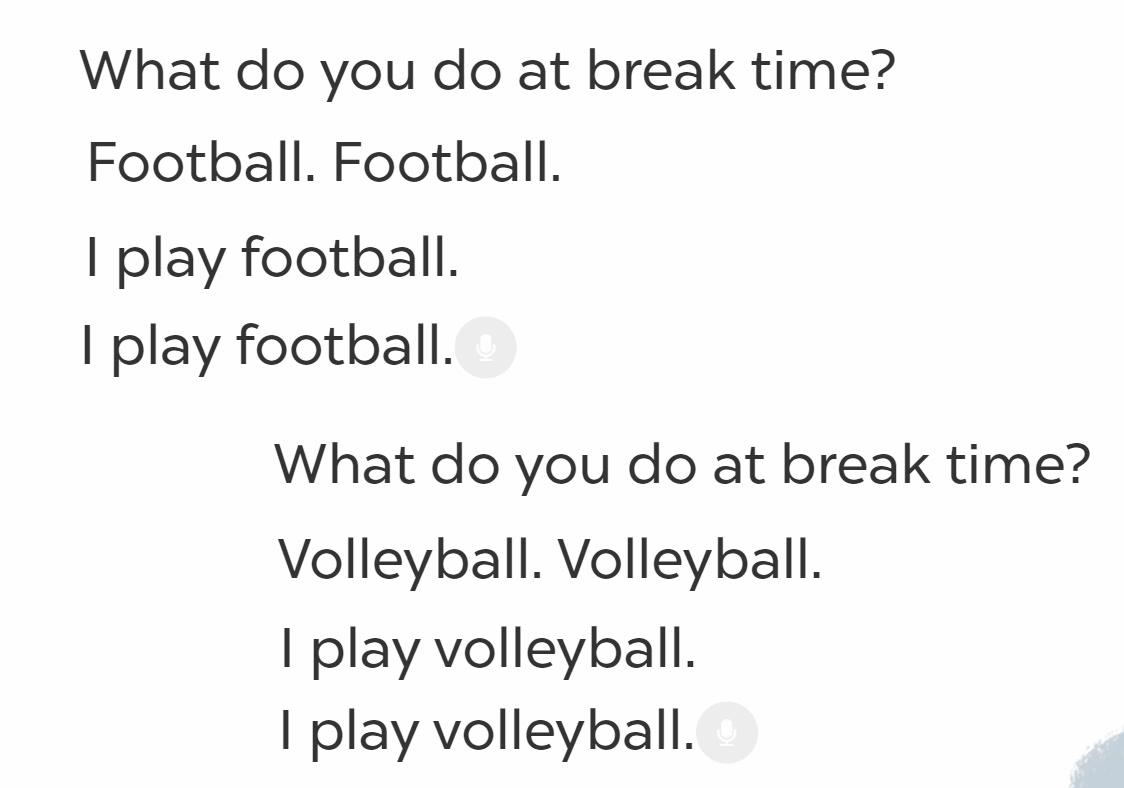 What do you do at break time?
Football. Football.
I play football.
I play football.
What do you do at break time?
Volleyball. Volleyball.
I play volleyball.
I play volleyball.